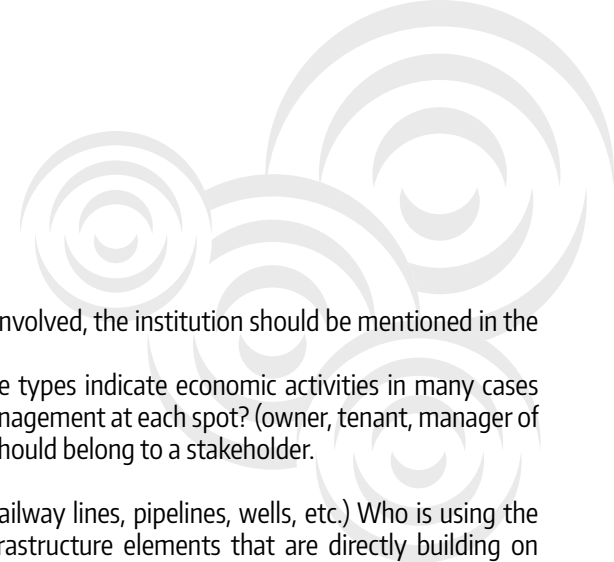 nvolved, the institution should be mentioned in the
e types indicate economic activities in many cases
nagement at each spot? (owner, tenant, manager of
hould belong to a stakeholder.
ailway lines, pipelines, wells, etc.) Who is using the
rastructure elements that are directly building on